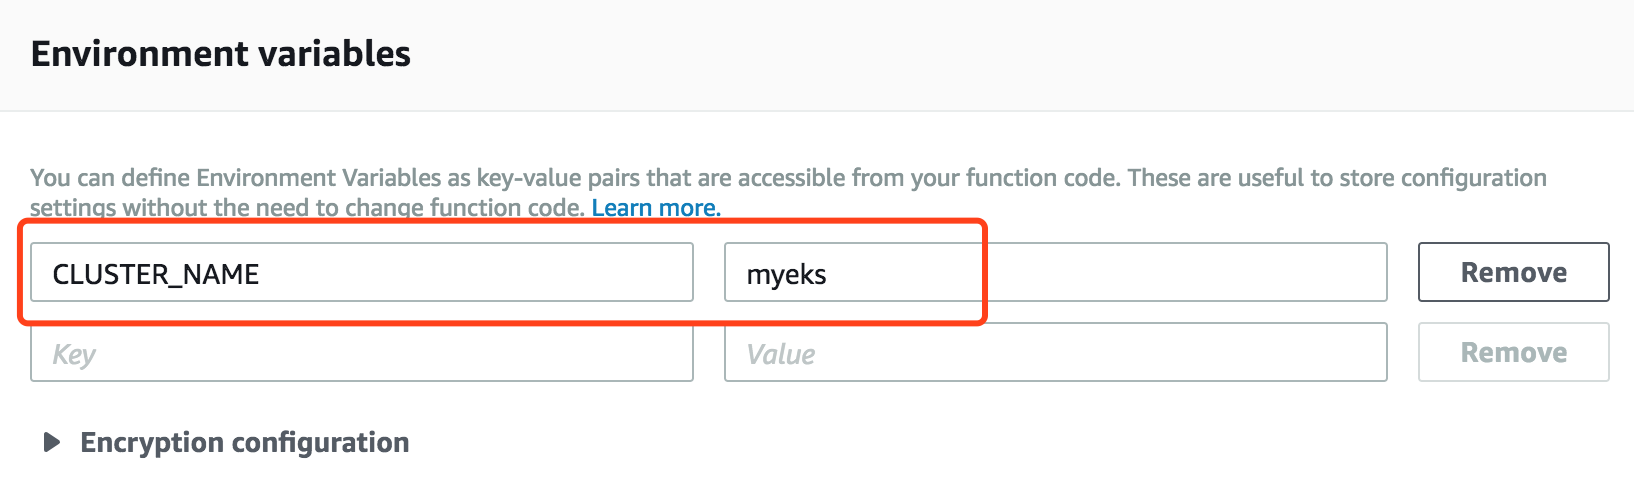 Environment variables
You can define Environment Variables as key-value pairs that are accessible from your function code. These are useful to store configuration
settings without the need to change function code. Learn more.
CLUSTER_NAME myeks Remove
Key Value Remove
Encryption configuration